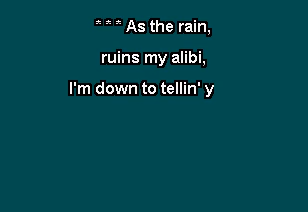 * * * As the rain,
ruins my alibi,
I'm down to tellin' y